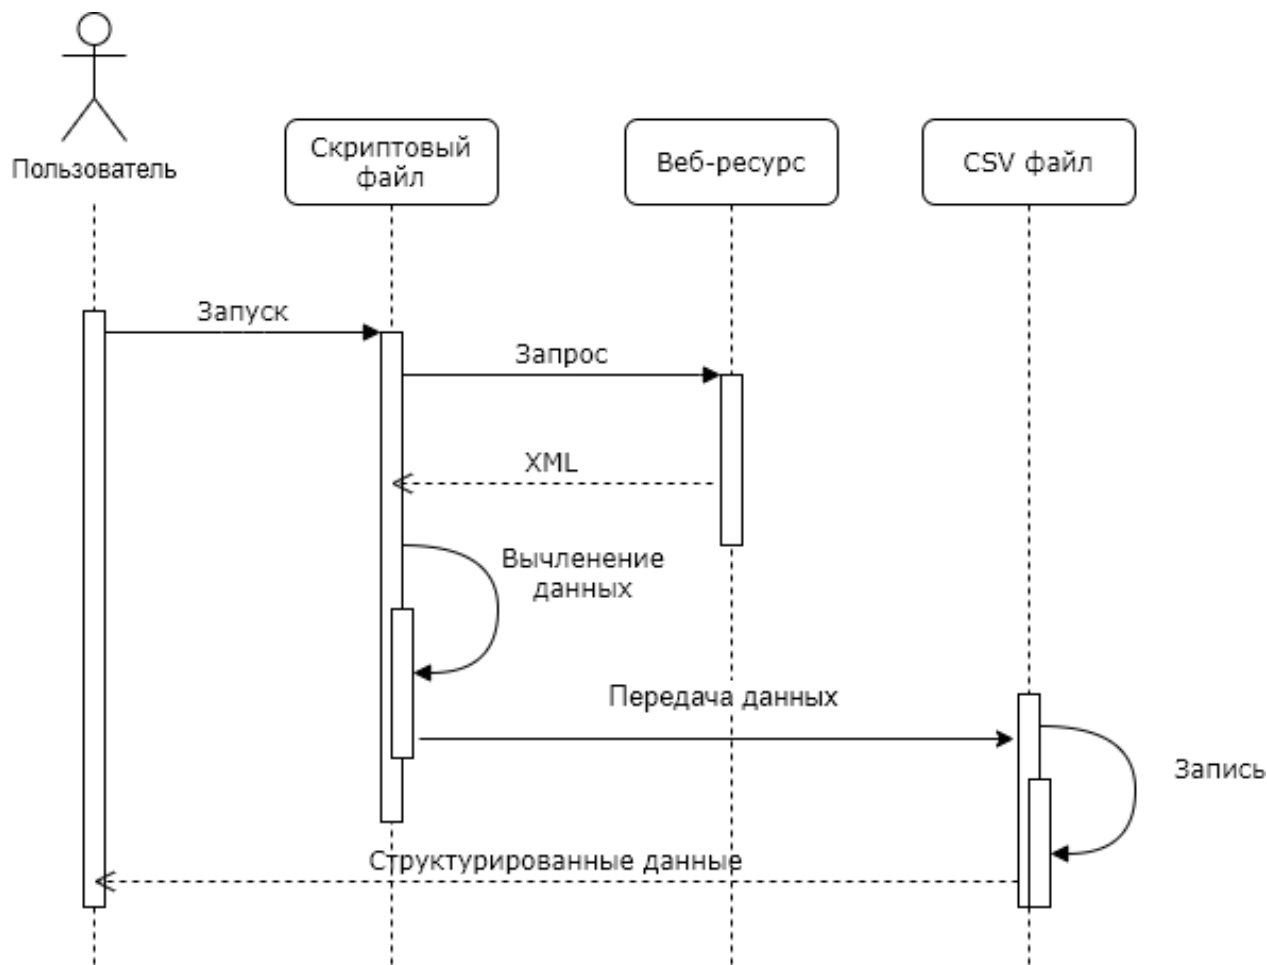 Пользователь
Скриптовый
файл
Веб-ресурс
CSV файл
Запуск
Запрос
XML
Вычленение
данных
Передача данных
Запись
Структурированные данные